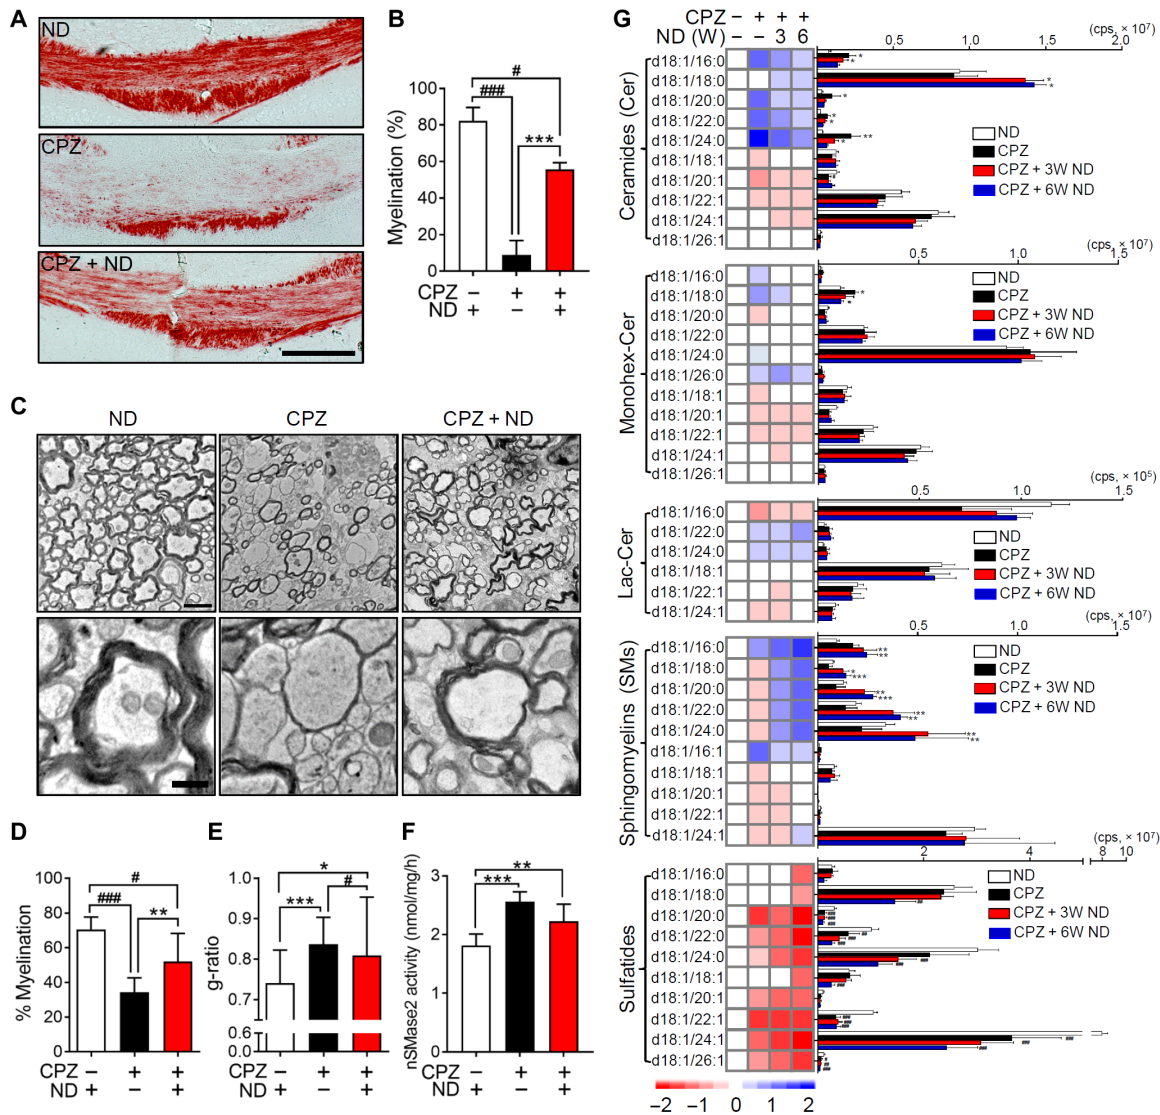 A
ND
CPZ
CPZ + ND
B
Myelination (%)
100
80
60
40
20
0
#
###
***
CPZ − + +
ND + − +
C
ND CPZ CPZ + ND
D
% Myelination
100
80
60
40
20
0
#
###
**
CPZ − + +
ND + − +
E
g-ratio
1.0
0.9
0.8
0.7
0.6
0.0
*
***
#
CPZ − + +
ND + − +
F
nSMase2 activity (nmol/mg/h)
4
3
2
1
0
**
***
CPZ − + +
ND + − +
G
CPZ − + + +
ND (W) − − 3 6
(cps, × 10⁷)
0.5 1.0 1.5 2.0
Ceramides (Cer)
d18:1/16:0
d18:1/18:0
d18:1/20:0
d18:1/22:0
d18:1/24:0
d18:1/18:1
d18:1/20:1
d18:1/22:1
d18:1/24:1
d18:1/26:1
ND
CPZ
CPZ + 3W ND
CPZ + 6W ND
(cps, × 10⁷)
0.5 1.0 1.5
Monohex-Cer
d18:1/16:0
d18:1/18:0
d18:1/20:0
d18:1/22:0
d18:1/24:0
d18:1/26:0
d18:1/18:1
d18:1/20:1
d18:1/22:1
d18:1/24:1
d18:1/26:1
ND
CPZ
CPZ + 3W ND
CPZ + 6W ND
(cps, × 10⁵)
0.5 1.0 1.5
Lac-Cer
d18:1/16:0
d18:1/22:0
d18:1/24:0
d18:1/18:1
d18:1/22:1
d18:1/24:1
ND
CPZ
CPZ + 3W ND
CPZ + 6W ND
(cps, × 10⁷)
0.5 1.0 1.5
Sphingomyelins (SMs)
d18:1/16:0
d18:1/18:0
d18:1/20:0
d18:1/22:0
d18:1/24:0
d18:1/16:1
d18:1/18:1
d18:1/20:1
d18:1/22:1
d18:1/24:1
ND
CPZ
CPZ + 3W ND
CPZ + 6W ND
(cps, × 10⁷)
2 4 8 10
Sulfatides
d18:1/16:0
d18:1/18:0
d18:1/20:0
d18:1/22:0
d18:1/24:0
d18:1/18:1
d18:1/20:1
d18:1/22:1
d18:1/24:1
d18:1/26:1
ND
CPZ
CPZ + 3W ND
CPZ + 6W ND
−2 −1 0 1 2